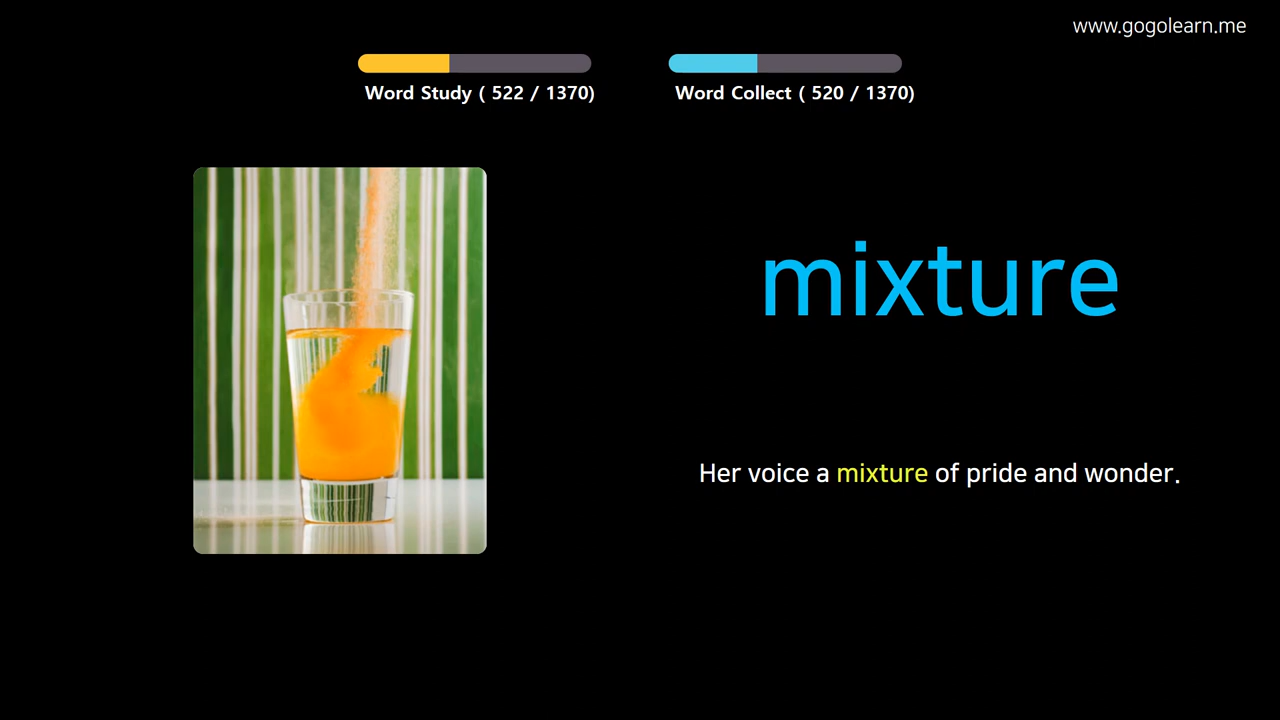 www.gogolearn.me
Word Study ( 522 / 1370)
Word Collect ( 520 / 1370)
mixture
Her voice a mixture of pride and wonder.